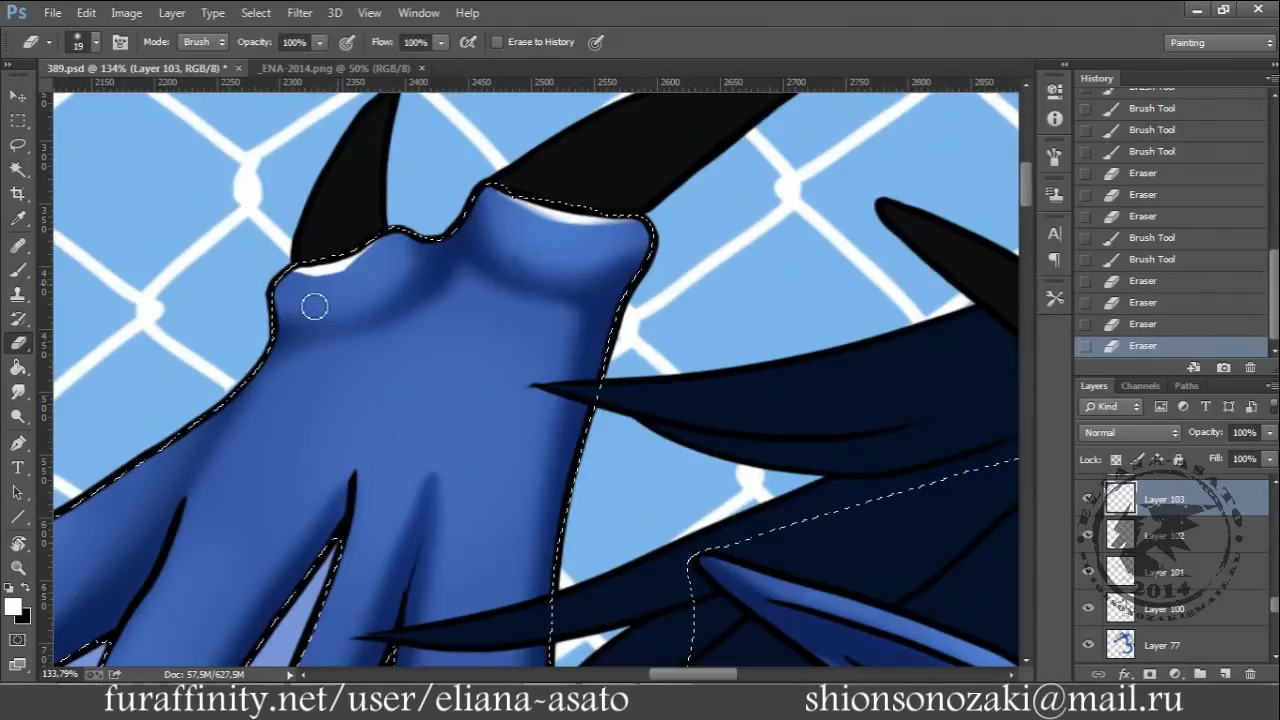 Ps File Edit Image Layer Type Select Filter 3D View Window Help
19 Mode: Brush Opacity: 100% Flow: 100% Erase to History Painting
389.psd @ 134% (Layer 103, RGB/8) * × _ENA-2014.png @ 50% (RGB/8) ×
2150 2200 2250 2300 2350 2400 2450 2500 2550 2600 2650 2700 2750 2800 2850
History
Brush Tool
Brush Tool
Brush Tool
Eraser
Eraser
Eraser
Brush Tool
Brush Tool
Eraser
Eraser
Eraser
Eraser
Layers Channels Paths
Kind
Normal Opacity: 100%
Lock: Fill: 100%
Layer 103
Layer 102
Layer 101
Layer 100
Layer 77
2014
133,79% Doc: 57,5M/627,5M
furaffinity.net/user/eliana-asato shionsonozaki@mail.ru